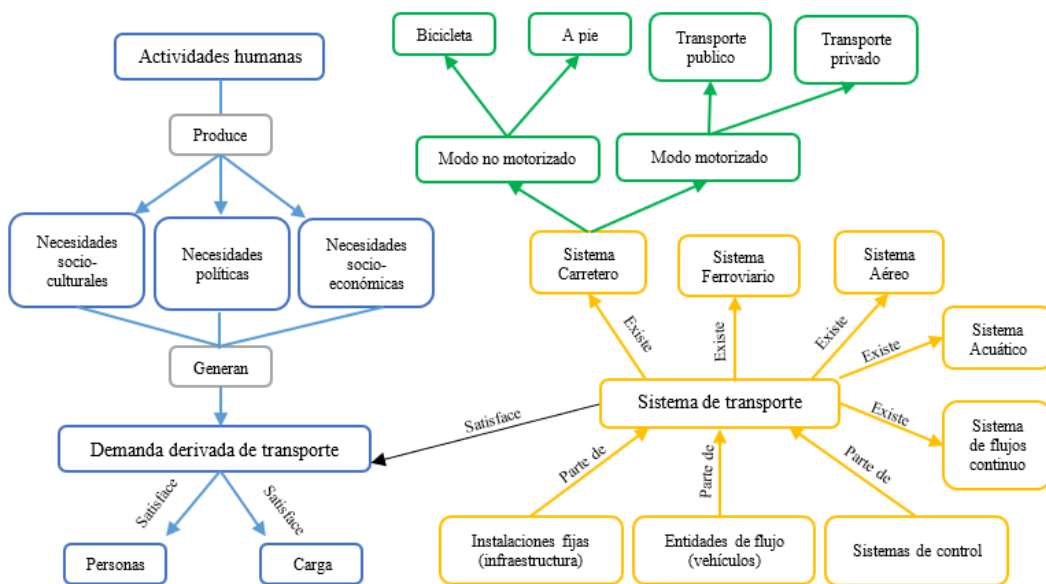 Actividades humanas
Produce
Necesidades
socio-
culturales
Necesidades
políticas
Necesidades
socio-
económicas
Generan
Demanda derivada de transporte
Satisface
Satisface
Personas
Carga
Bicicleta
A pie
Transporte
publico
Transporte
privado
Modo no motorizado
Modo motorizado
Sistema
Carretero
Sistema
Ferroviario
Sistema
Aéreo
Sistema
Acuático
Sistema
de flujos
continuo
Existe
Existe
Existe
Existe
Existe
Sistema de transporte
Satisface
Parte de
Parte de
Parte de
Instalaciones fijas
(infraestructura)
Entidades de flujo
(vehículos)
Sistemas de control